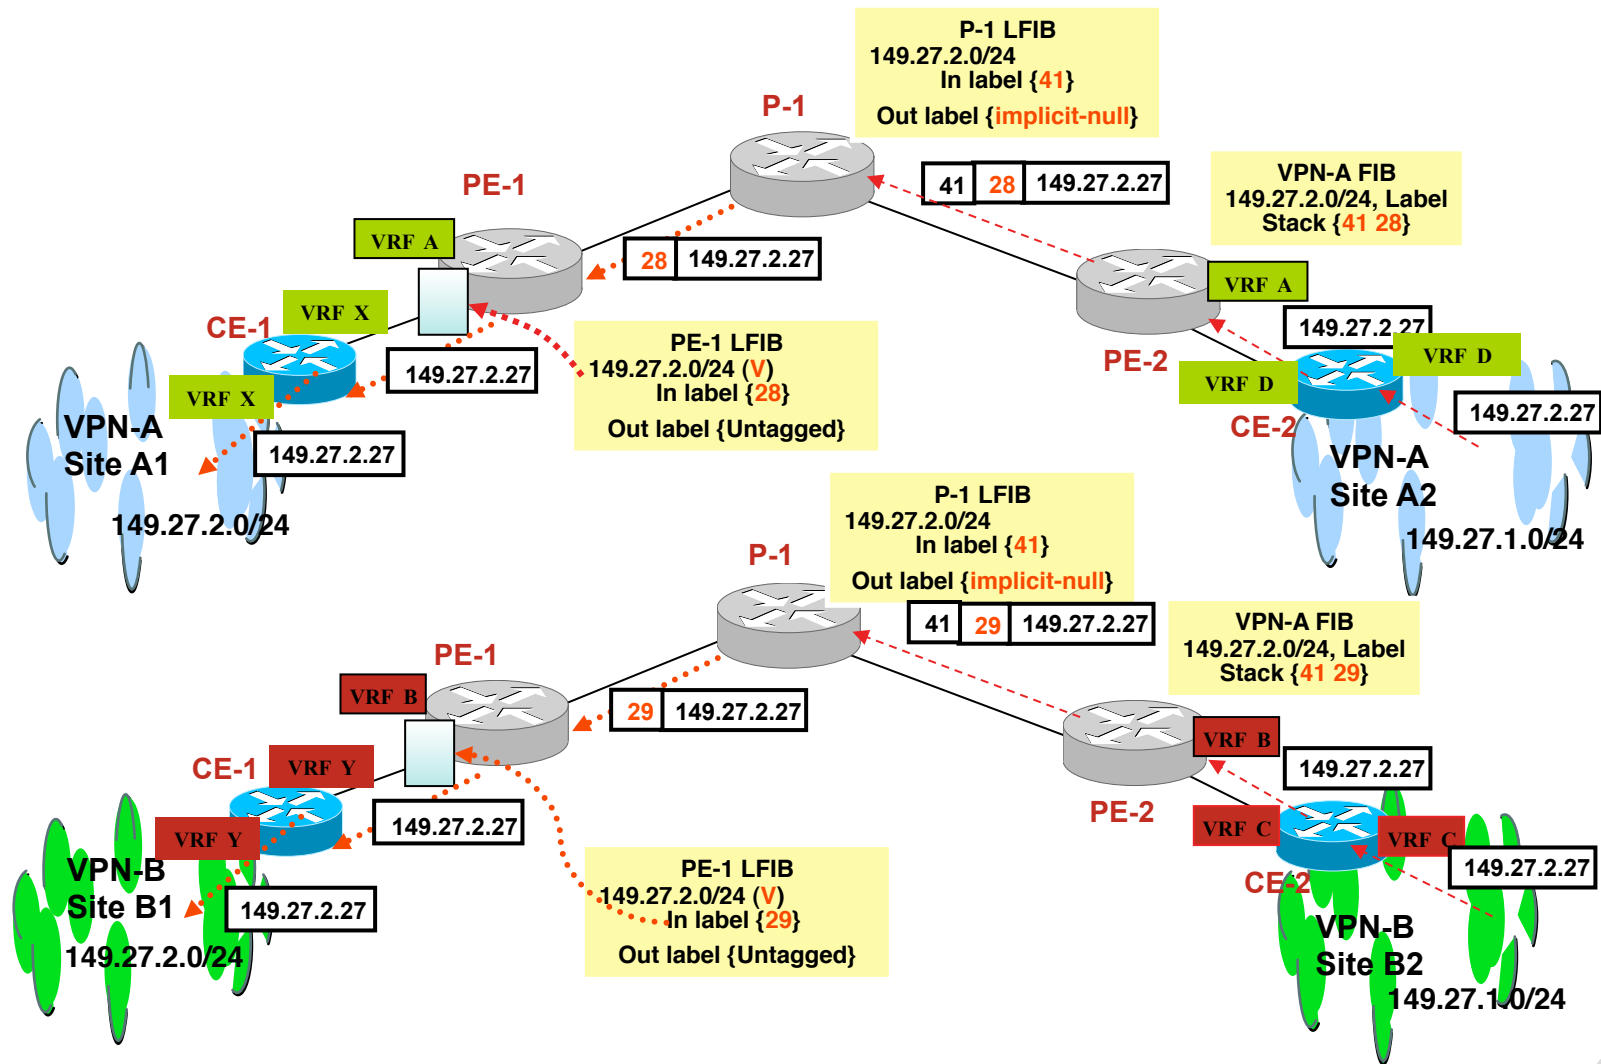 P-1 LFIB
149.27.2.0/24
In label {41}
Out label {implicit-null}
P-1
PE-1
41 28 149.27.2.27
VPN-A FIB
149.27.2.0/24, Label
Stack {41 28}
VRF A
28 149.27.2.27
VRF A
VRF X
CE-1
149.27.2.27
PE-1 LFIB
149.27.2.0/24 (V)
In label {28}
Out label {Untagged}
149.27.2.27
PE-2
VRF D
VRF D
149.27.2.27
CE-2
VRF X
VPN-A
Site A1
149.27.2.27
149.27.2.0/24
VPN-A
Site A2
149.27.1.0/24
P-1 LFIB
149.27.2.0/24
In label {41}
Out label {implicit-null}
P-1
41 29 149.27.2.27
VPN-A FIB
149.27.2.0/24, Label
Stack {41 29}
PE-1
VRF B
29 149.27.2.27
VRF B
149.27.2.27
CE-1
VRF Y
149.27.2.27
PE-2
VRF C
VRF C
149.27.2.27
CE-2
VRF Y
VPN-B
Site B1
149.27.2.27
149.27.2.0/24
PE-1 LFIB
149.27.2.0/24 (V)
In label {29}
Out label {Untagged}
VPN-B
Site B2
149.27.1.0/24